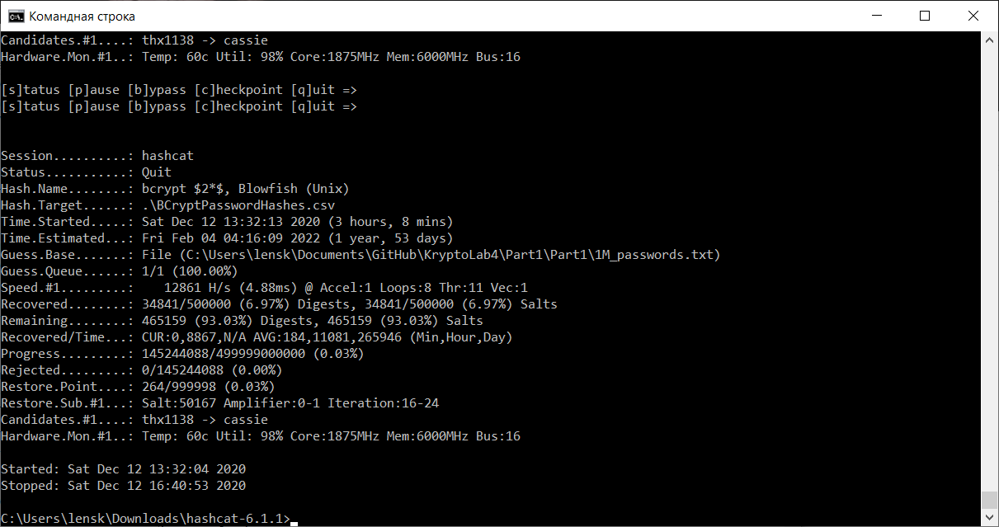 Командная строка
Candidates.#1....: thx1138 -> cassie
Hardware.Mon.#1..: Temp: 60c Util: 98% Core:1875MHz Mem:6000MHz Bus:16
[s]tatus [p]ause [b]ypass [c]heckpoint [q]uit =>
[s]tatus [p]ause [b]ypass [c]heckpoint [q]uit =>
Session..........: hashcat
Status...........: Quit
Hash.Name........: bcrypt $2*$, Blowfish (Unix)
Hash.Target......: .\BCryptPasswordHashes.csv
Time.Started.....: Sat Dec 12 13:32:13 2020 (3 hours, 8 mins)
Time.Estimated...: Fri Feb 04 04:16:09 2022 (1 year, 53 days)
Guess.Base.......: File (C:\Users\lensk\Documents\GitHub\KryptoLab4\Part1\Part1\1M_passwords.txt)
Guess.Queue......: 1/1 (100.00%)
Speed.#1.........:    12861 H/s (4.88ms) @ Accel:1 Loops:8 Thr:11 Vec:1
Recovered........: 34841/500000 (6.97%) Digests, 34841/500000 (6.97%) Salts
Remaining........: 465159 (93.03%) Digests, 465159 (93.03%) Salts
Recovered/Time...: CUR:0,8867,N/A AVG:184,11081,265946 (Min,Hour,Day)
Progress.........: 145244088/499999000000 (0.03%)
Rejected.........: 0/145244088 (0.00%)
Restore.Point....: 264/999998 (0.03%)
Restore.Sub.#1...: Salt:50167 Amplifier:0-1 Iteration:16-24
Candidates.#1....: thx1138 -> cassie
Hardware.Mon.#1..: Temp: 60c Util: 98% Core:1875MHz Mem:6000MHz Bus:16
Started: Sat Dec 12 13:32:04 2020
Stopped: Sat Dec 12 16:40:53 2020
C:\Users\lensk\Downloads\hashcat-6.1.1>